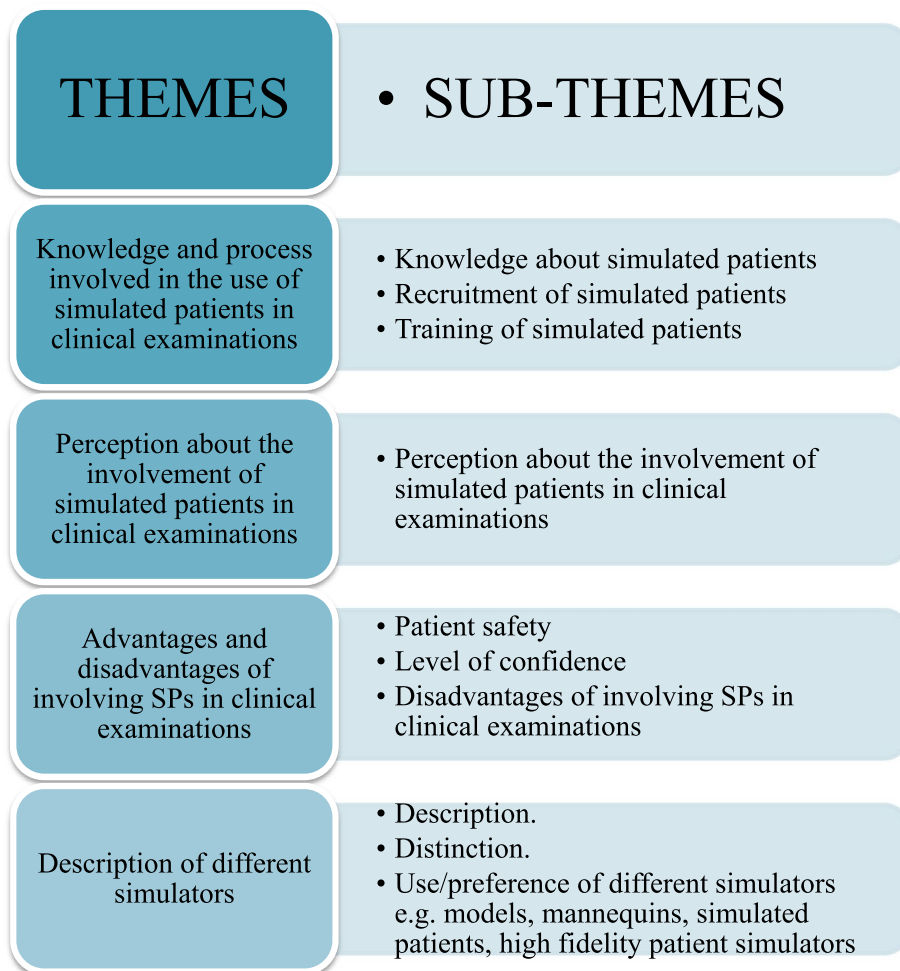 THEMES
• SUB-THEMES
Knowledge and process
involved in the use of
simulated patients in
clinical examinations
• Knowledge about simulated patients
• Recruitment of simulated patients
• Training of simulated patients
Perception about the
involvement of
simulated patients in
clinical examinations
• Perception about the involvement of
simulated patients in clinical
examinations
Advantages and
disadvantages of
involving SPs in clinical
examinations
• Patient safety
• Level of confidence
• Disadvantages of involving SPs in
clinical examinations
Description of different
simulators
• Description.
• Distinction.
• Use/preference of different simulators
e.g. models, mannequins, simulated
patients, high fidelity patient simulators